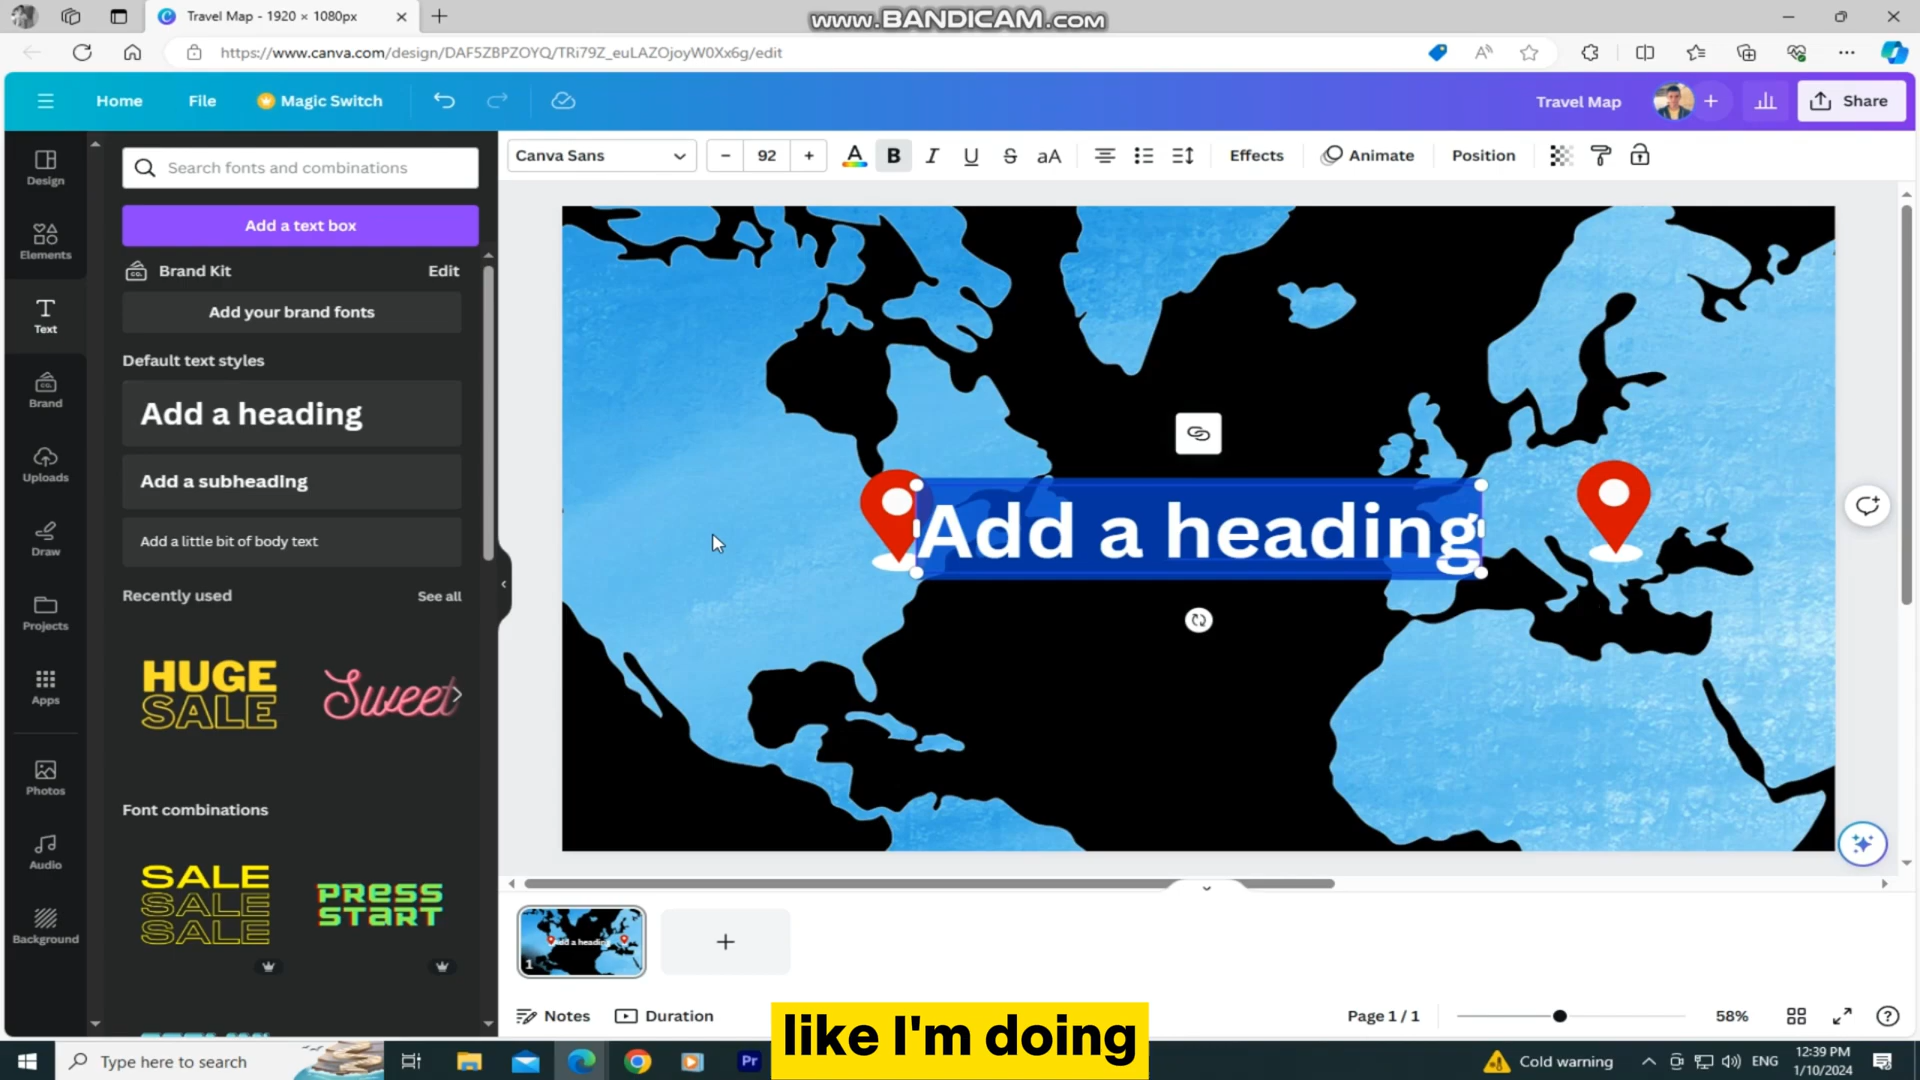 Travel Map - 1920 × 1080px
www.BANDICAM.com
https://www.canva.com/design/DAF5ZBPZOYQ/TRi79Z_euLAZOjoyW0Xx6g/edit
Home
File
Magic Switch
Travel Map
Share
Canva Sans
92
A
B
I
U
S
aA
Effects
Animate
Position
Design
Elements
Text
Brand
Uploads
Draw
Projects
Apps
Photos
Audio
Background
Search fonts and combinations
Add a text box
Brand Kit
Edit
Add your brand fonts
Default text styles
Add a heading
Add a subheading
Add a little bit of body text
Recently used
See all
HUGE
SALE
Sweet
Font combinations
SALE
SALE
SALE
PRESS
START
Add a heading
Add a heading
1
Notes
Duration
Page 1 / 1
58%
like I'm doing
Type here to search
Pr
Cold warning
ENG
12:39 PM
1/10/2024